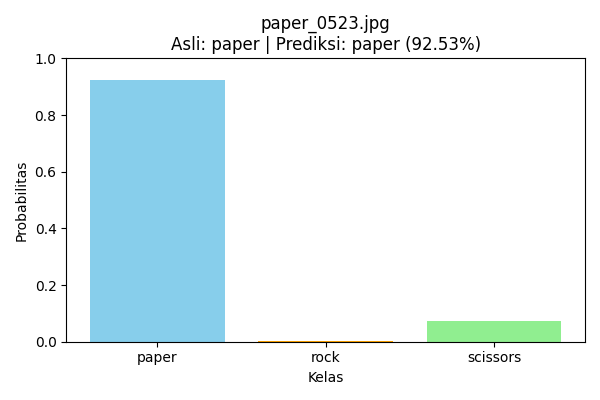 paper_0523.jpg
Asli: paper | Prediksi: paper (92.53%)
1.0
0.8
0.6
0.4
0.2
0.0
Probabilitas
paper rock scissors
Kelas